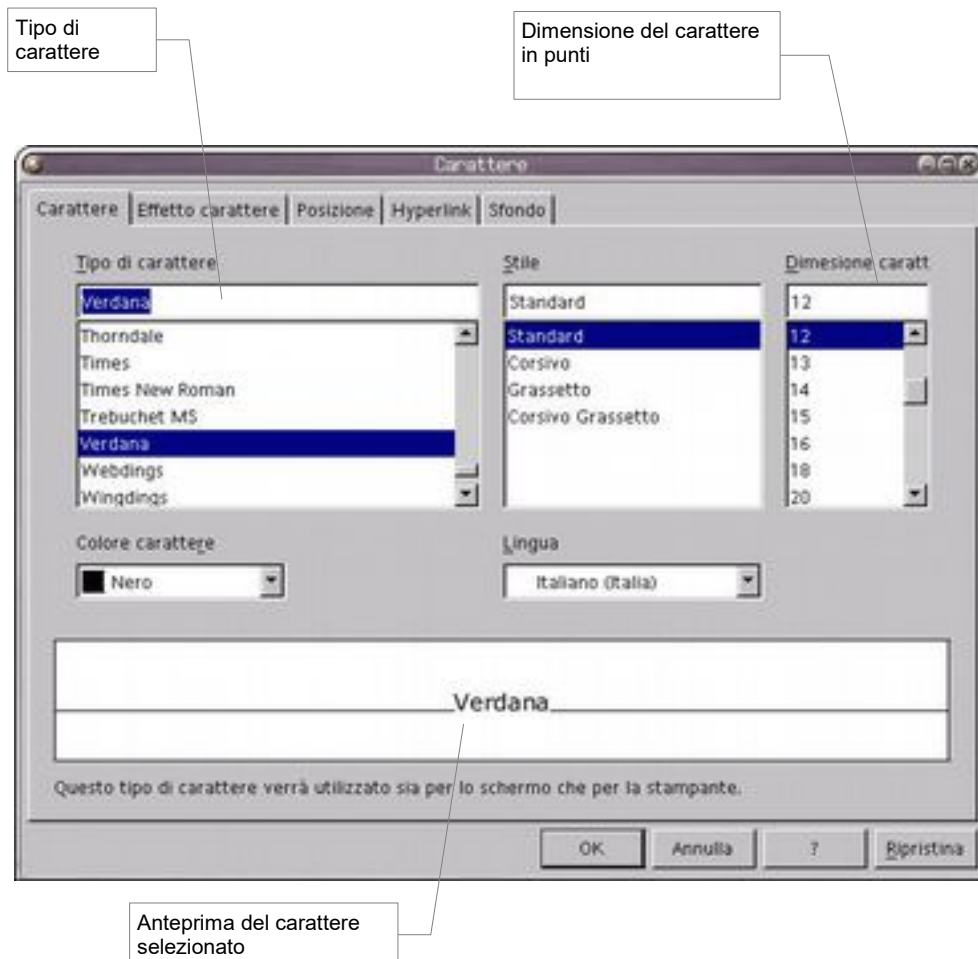 Tipo di
carattere
Dimensione del carattere
in punti
Carattere
Carattere Effetto carattere Posizione Hyperlink Sfondo
Tipo di carattere
Verdana
Thorndale
Times
Times New Roman
Trebuchet MS
Verdana
Webdings
Wingdings
Stile
Standard
Standard
Corsivo
Grassetto
Corsivo Grassetto
Dimesione caratt
12
12
13
14
15
16
18
20
Colore carattere
Nero
Lingua
Italiano (Italia)
Verdana
Questo tipo di carattere verrà utilizzato sia per lo schermo che per la stampante.
OK Annulla ? Ripristina
Anteprima del carattere
selezionato